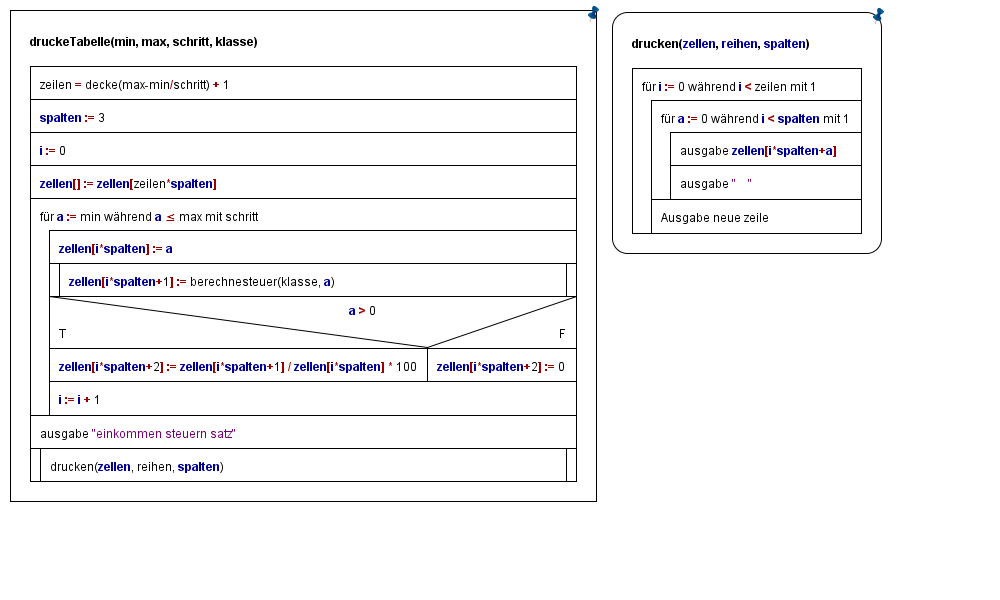 druckeTabelle(min, max, schritt, klasse)
zeilen = decke(max-min/schritt) + 1
spalten := 3
i := 0
zellen[] := zellen[zeilen*spalten]
für a := min während a ≤ max mit schritt
zellen[i*spalten] := a
zellen[i*spalten+1] := berechnesteuer(klasse, a)
a > 0
T
F
zellen[i*spalten+2] := zellen[i*spalten+1] / zellen[i*spalten] * 100
zellen[i*spalten+2] := 0
i := i + 1
ausgabe "einkommen steuern satz"
drucken(zellen, reihen, spalten)
drucken(zellen, reihen, spalten)
für i := 0 während i < zeilen mit 1
für a := 0 während i < spalten mit 1
ausgabe zellen[i*spalten+a]
ausgabe "   "
Ausgabe neue zeile